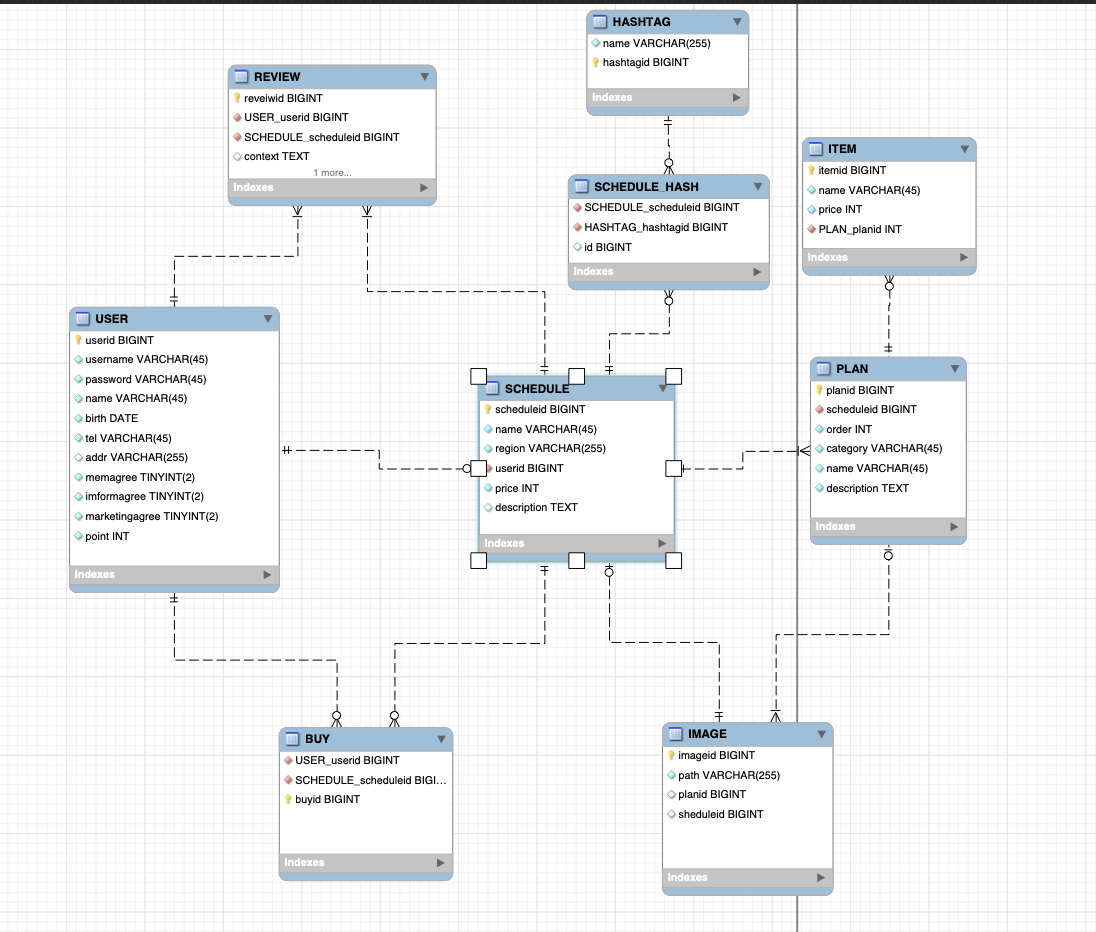 HASHTAG
name VARCHAR(255)
hashtagid BIGINT
Indexes
REVIEW
reveiwid BIGINT
USER_userid BIGINT
SCHEDULE_scheduleid BIGINT
context TEXT
1 more...
Indexes
ITEM
itemid BIGINT
name VARCHAR(45)
price INT
PLAN_planid INT
Indexes
SCHEDULE_HASH
SCHEDULE_scheduleid BIGINT
HASHTAG_hashtagid BIGINT
id BIGINT
Indexes
USER
userid BIGINT
username VARCHAR(45)
password VARCHAR(45)
name VARCHAR(45)
birth DATE
tel VARCHAR(45)
addr VARCHAR(255)
memagree TINYINT(2)
imformagree TINYINT(2)
marketingagree TINYINT(2)
point INT
Indexes
SCHEDULE
scheduleid BIGINT
name VARCHAR(45)
region VARCHAR(255)
userid BIGINT
price INT
description TEXT
Indexes
PLAN
planid BIGINT
scheduleid BIGINT
order INT
category VARCHAR(45)
name VARCHAR(45)
description TEXT
Indexes
BUY
USER_userid BIGINT
SCHEDULE_scheduleid BIGI...
buyid BIGINT
Indexes
IMAGE
imageid BIGINT
path VARCHAR(255)
planid BIGINT
sheduleid BIGINT
Indexes